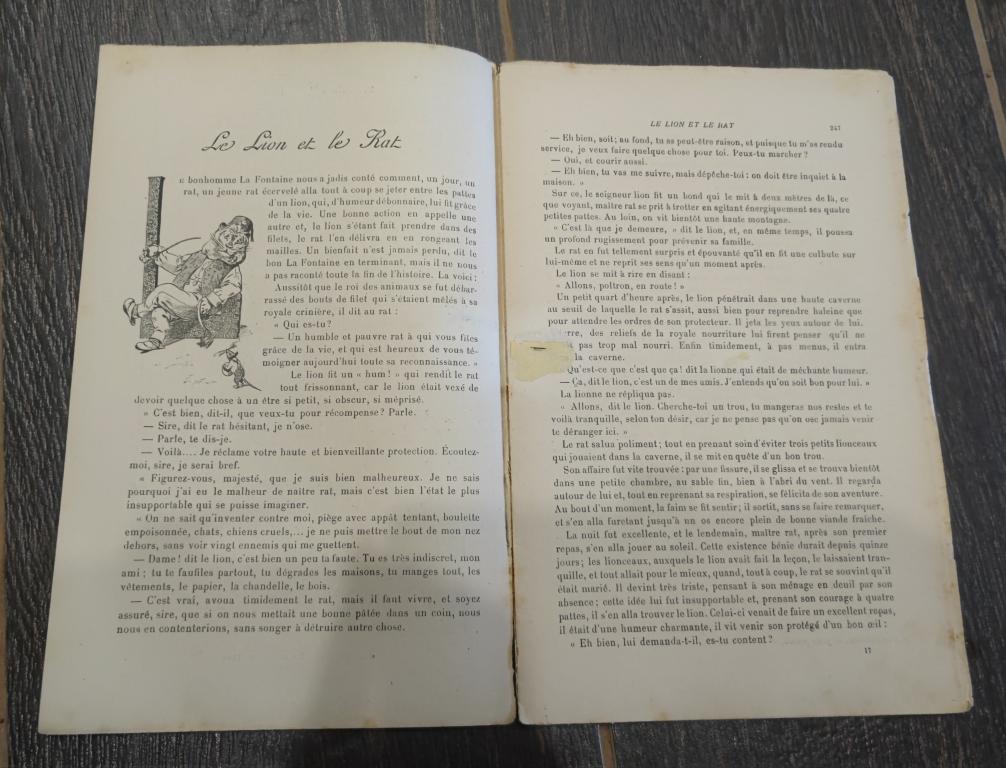 Le Lion et le Rat
LE bonhomme La Fontaine nous a jadis conté comment, un jour, un
rat, un jeune rat écervelé alla tout à coup se jeter entre les pattes
d'un lion, qui, d'humeur débonnaire, lui fit grâce
de la vie. Une bonne action en appelle une
autre et, le lion s'étant fait prendre dans des
filets, le rat l'en délivra en en rongeant les
mailles. Un bienfait n'est jamais perdu, dit le
bon La Fontaine en terminant, mais il ne nous
a pas raconté toute la fin de l'histoire. La voici :
Aussitôt que le roi des animaux se fut débar-
rassé des bouts de filet qui s'étaient mêlés à sa
royale crinière, il dit au rat :
« Qui es-tu?
— Un humble et pauvre rat à qui vous fîtes
grâce de la vie, et qui est heureux de vous té-
moigner aujourd'hui toute sa reconnaissance. »
Le lion fit un « hum! » qui rendit le rat
tout frissonnant, car le lion était vexé de
devoir quelque chose à un être si petit, si obscur, si méprisé.
« C'est bien, dit-il, que veux-tu pour récompense? Parle.
— Sire, dit le rat hésitant, je n'ose.
— Parle, te dis-je.
— Voilà.... Je réclame votre haute et bienveillante protection. Écoutez-
moi, sire, je serai bref.
« Figurez-vous, majesté, que je suis bien malheureux. Je ne sais
pourquoi j'ai eu le malheur de naître rat, mais c'est bien l'état le plus
insupportable qui se puisse imaginer.
« On ne sait qu'inventer contre moi, piège avec appât tentant, boulette
empoisonnée, chats, chiens cruels,... je ne puis mettre le bout de mon nez
dehors, sans voir vingt ennemis qui me guettent.
— Dame! dit le lion, c'est bien un peu ta faute. Tu es très indiscret, mon
ami; tu te faufiles partout, tu dégrades les maisons, tu manges tout, les
vêtements, le papier, la chandelle, le bois.
— C'est vrai, avoua timidement le rat, mais il faut vivre, et soyez
assuré, sire, que si on nous mettait une bonne pâtée dans un coin, nous
nous en contenterions, sans songer à détruire autre chose.
LE LION ET LE RAT 247
— Eh bien, soit; au fond, tu as peut-être raison, et puisque tu m'as rendu
service, je veux faire quelque chose pour toi. Peux-tu marcher?
— Oui, et courir aussi.
— Eh bien, tu vas me suivre, mais dépêche-toi : on doit être inquiet à la
maison. »
Sur ce, le seigneur lion fit un bond qui le mit à deux mètres de là, ce
que voyant, maître rat se prit à trotter en agitant énergiquement ses quatre
petites pattes. Au loin, on vit bientôt une haute montagne.
« C'est là que je demeure, » dit le lion, et, en même temps, il poussa
un profond rugissement pour prévenir sa famille.
Le rat en fut tellement surpris et épouvanté qu'il en fit une culbute sur
lui-même et ne reprit ses sens qu'un moment après.
Le lion se mit à rire en disant :
« Allons, poltron, en route! »
Un petit quart d'heure après, le lion pénétrait dans une haute caverne
au seuil de laquelle le rat s'assit, aussi bien pour reprendre haleine que
pour attendre les ordres de son protecteur. Il jeta les yeux autour de lui.
rre, des reliefs de la royale nourriture lui firent penser qu'il ne
pas trop mal nourri. Enfin timidement, à pas menus, il entra
la caverne.
Qu'est-ce que c'est que ça! dit la lionne qui était de méchante humeur.
— Ça, dit le lion, c'est un de mes amis. J'entends qu'on soit bon pour lui. »
La lionne ne répliqua pas.
« Allons, dit le lion. Cherche-toi un trou, tu mangeras nos restes et te
voilà tranquille, selon ton désir, car je ne pense pas qu'on ose jamais venir
te déranger ici. »
Le rat salua poliment; tout en prenant soin d'éviter trois petits lionceaux
qui jouaient dans la caverne, il se mit en quête d'un bon trou.
Son affaire fut vite trouvée : par une fissure, il se glissa et se trouva bientôt
dans une petite chambre, au sable fin, bien à l'abri du vent. Il regarda
autour de lui et, tout en reprenant sa respiration, se félicita de son aventure.
Au bout d'un moment, la faim se fit sentir; il sortit, sans se faire remarquer,
et s'en alla furetant jusqu'à un os encore plein de bonne viande fraîche.
La nuit fut excellente, et le lendemain, maître rat, après son premier
repas, s'en alla jouer au soleil. Cette existence bénie durait depuis quinze
jours; les lionceaux, auxquels le lion avait fait la leçon, le laissaient tran-
quille, et tout allait pour le mieux, quand, tout à coup, le rat se souvint qu'il
était marié. Il devint très triste, pensant à son ménage en deuil par son
absence; cette idée lui fut insupportable et, prenant son courage à quatre
pattes, il s'en alla trouver le lion. Celui-ci venait de faire un excellent repas,
il était d'une humeur charmante, il vit venir son protégé d'un bon œil :
« Eh bien, lui demanda-t-il, es-tu content?
17